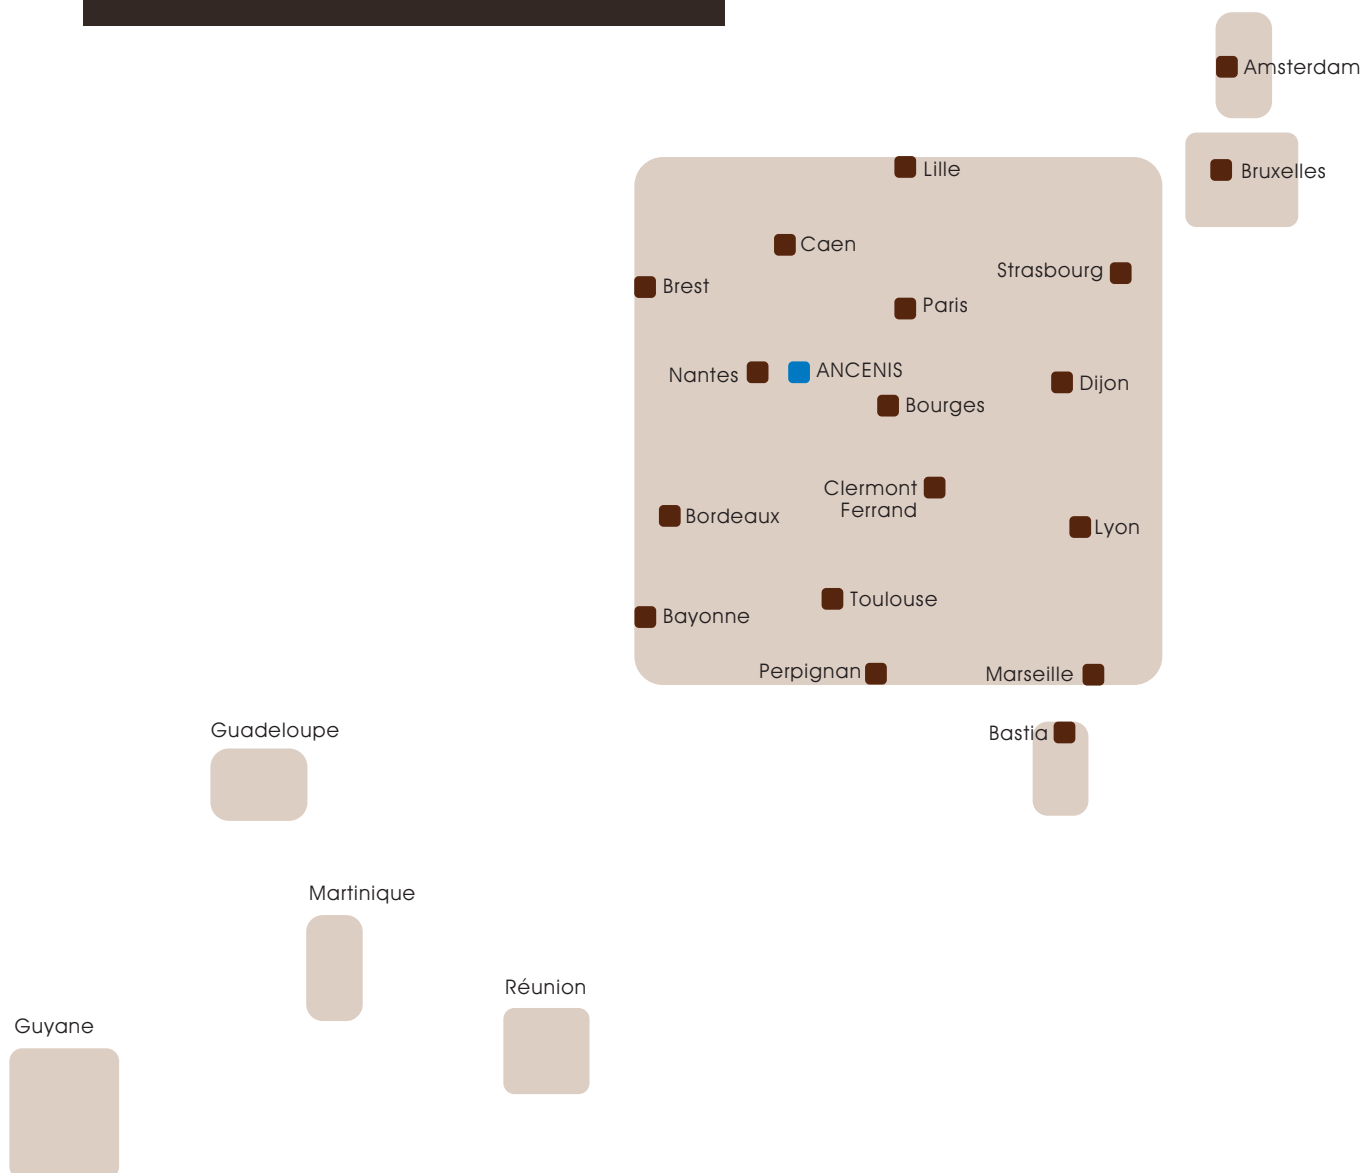 Amsterdam
Lille
Bruxelles
Caen
Strasbourg
Brest
Paris
Nantes
ANCENIS
Dijon
Bourges
Clermont
Ferrand
Bordeaux
Lyon
Toulouse
Bayonne
Perpignan
Marseille
Guadeloupe
Bastia
Martinique
Réunion
Guyane